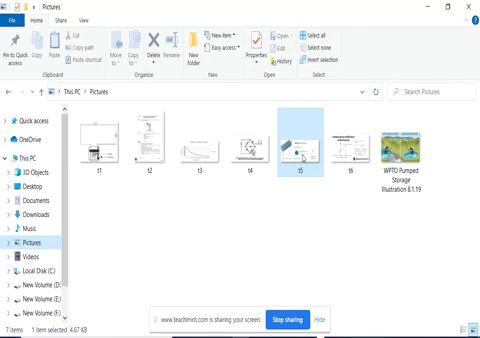 Pictures
File
Home
Share
View
Pin to Quick
access
Copy
Paste
Cut
Copy path
Paste shortcut
Move
to
Copy
to
Delete
Rename
New
folder
New item
Easy access
Properties
Open
Edit
History
Select all
Select none
Invert selection
Clipboard
Organize
New
Open
Select
This PC > Pictures
Search Pictures
Quick access
OneDrive
This PC
3D Objects
Desktop
Documents
Downloads
Music
Pictures
Videos
Local Disk (C:)
New Volume (D:
New Volume (E:)
New Volume (F:)
t1
t2
t3
t4
t5
t6
WPTO Pumped
Storage
Illustration 8.1.19
www.teachmint.com is sharing your screen.
Stop sharing
Hide
7 items
1 item selected 4.67 KB